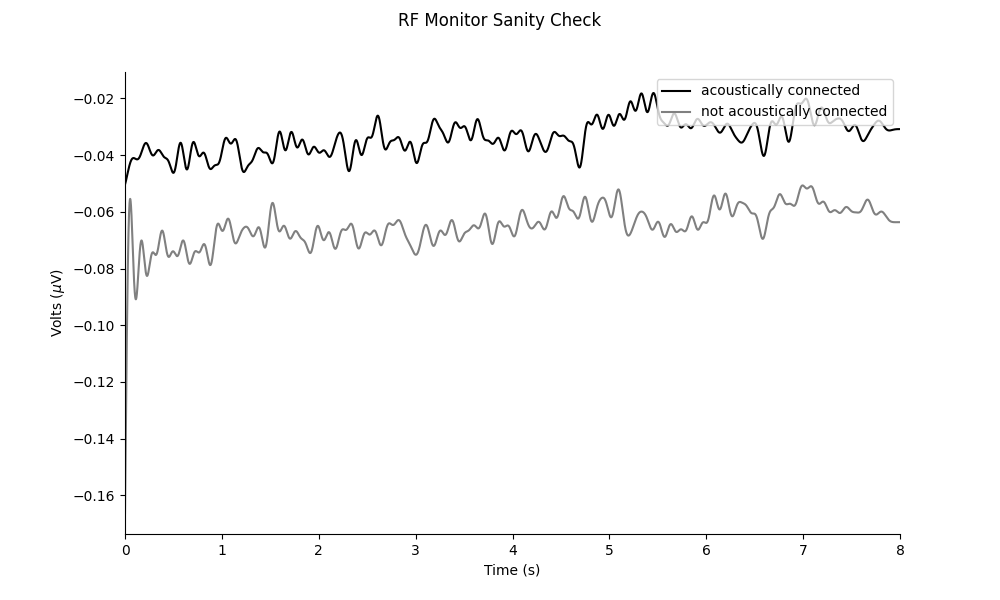 RF Monitor Sanity Check
acoustically connected
not acoustically connected
Volts (μV)
−0.02
−0.04
−0.06
−0.08
−0.10
−0.12
−0.14
−0.16
0 1 2 3 4 5 6 7 8
Time (s)